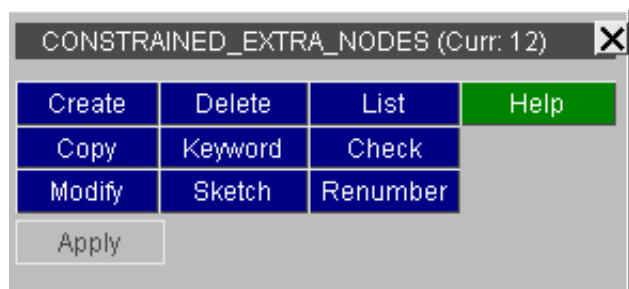 CONSTRAINED_EXTRA_NODES (Curr: 12) X
Create Delete List Help
Copy Keyword Check
Modify Sketch Renumber
Apply